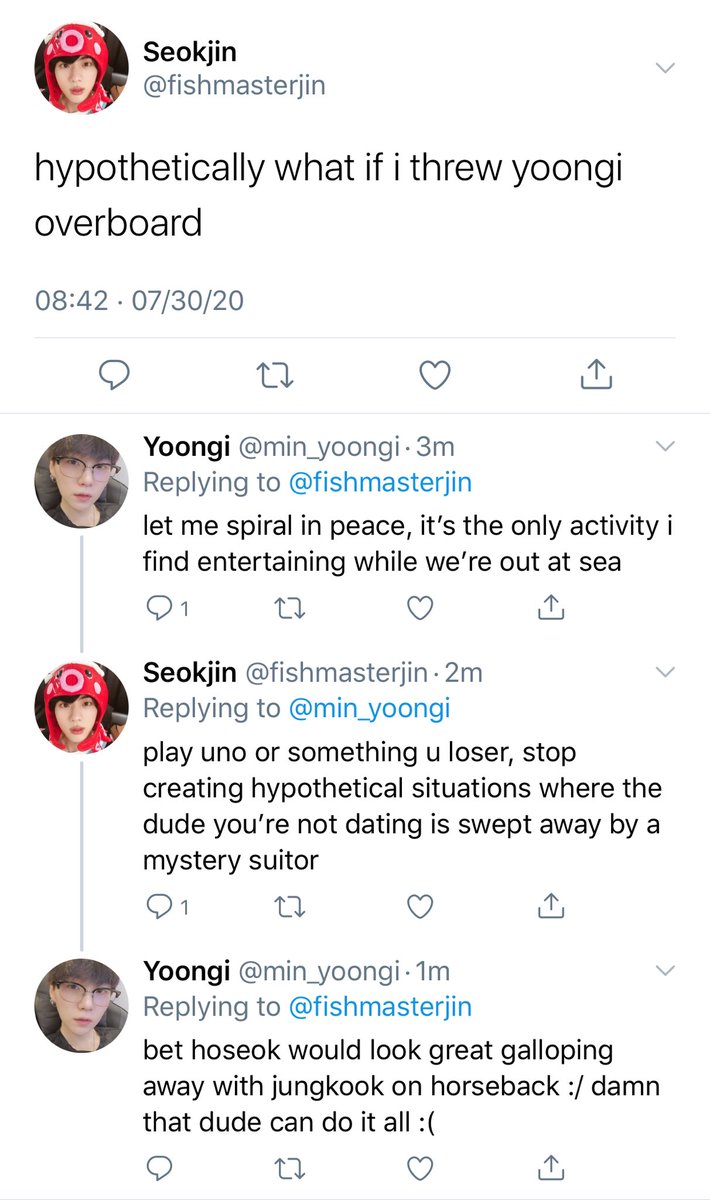 Seokjin
@fishmasterjin
hypothetically what if i threw yoongi
overboard
08:42 · 07/30/20
Yoongi @min_yoongi · 3m
Replying to @fishmasterjin
let me spiral in peace, it’s the only activity i
find entertaining while we’re out at sea
1
Seokjin @fishmasterjin · 2m
Replying to @min_yoongi
play uno or something u loser, stop
creating hypothetical situations where the
dude you’re not dating is swept away by a
mystery suitor
1
Yoongi @min_yoongi · 1m
Replying to @fishmasterjin
bet hoseok would look great galloping
away with jungkook on horseback :/ damn
that dude can do it all :(